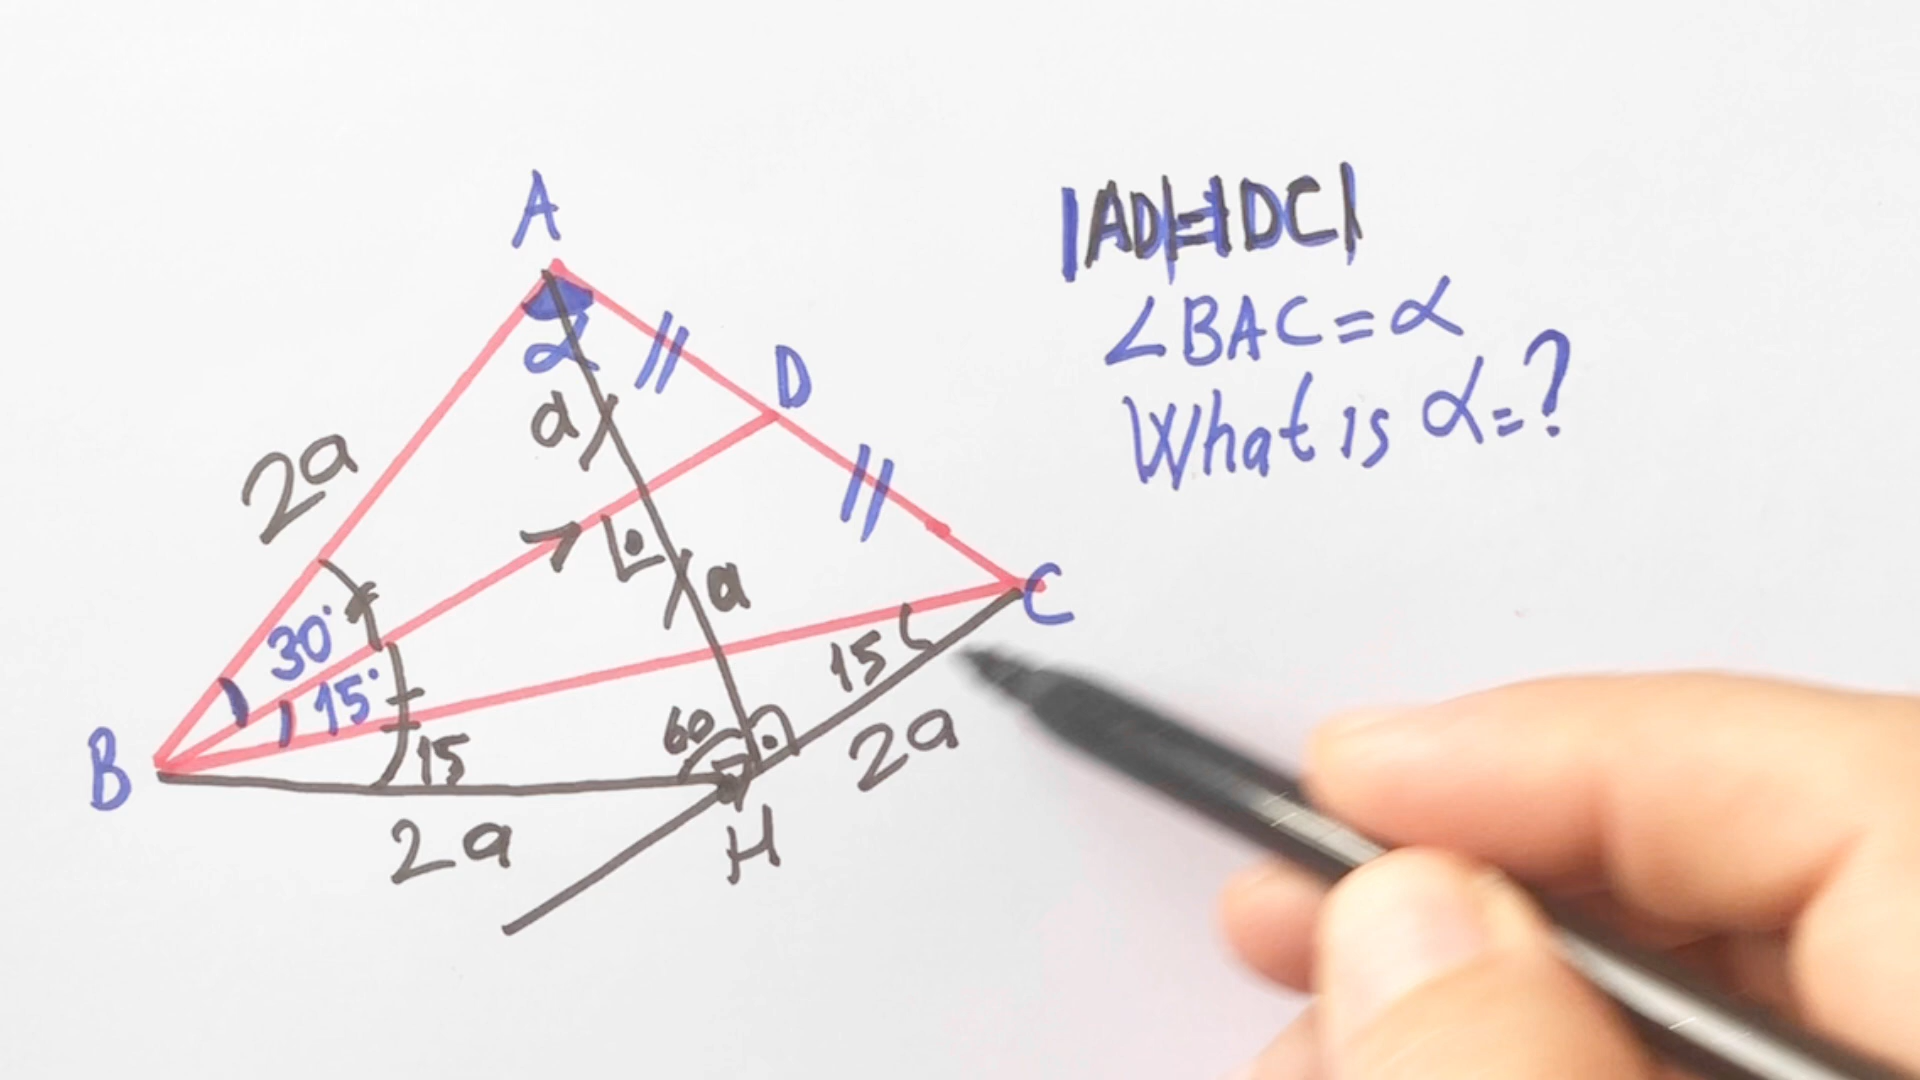 A
|AD|=|DC|
∠BAC=α
What is α=?
α
D
a
2a
a
C
30°
15°
15
15
60
2a
B
2a
H